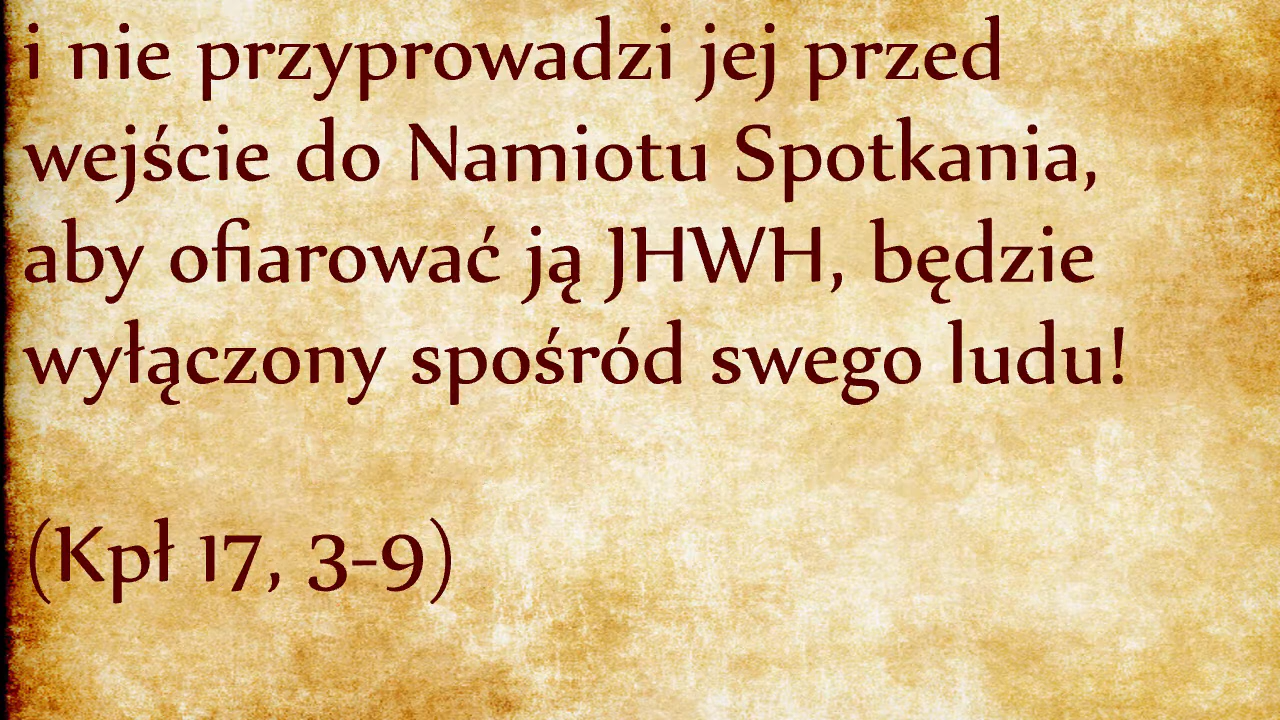 i nie przyprowadzi jej przed
wejście do Namiotu Spotkania,
aby ofiarować ją JHWH, będzie
wyłączony spośród swego ludu!
(Kpł 17, 3-9)